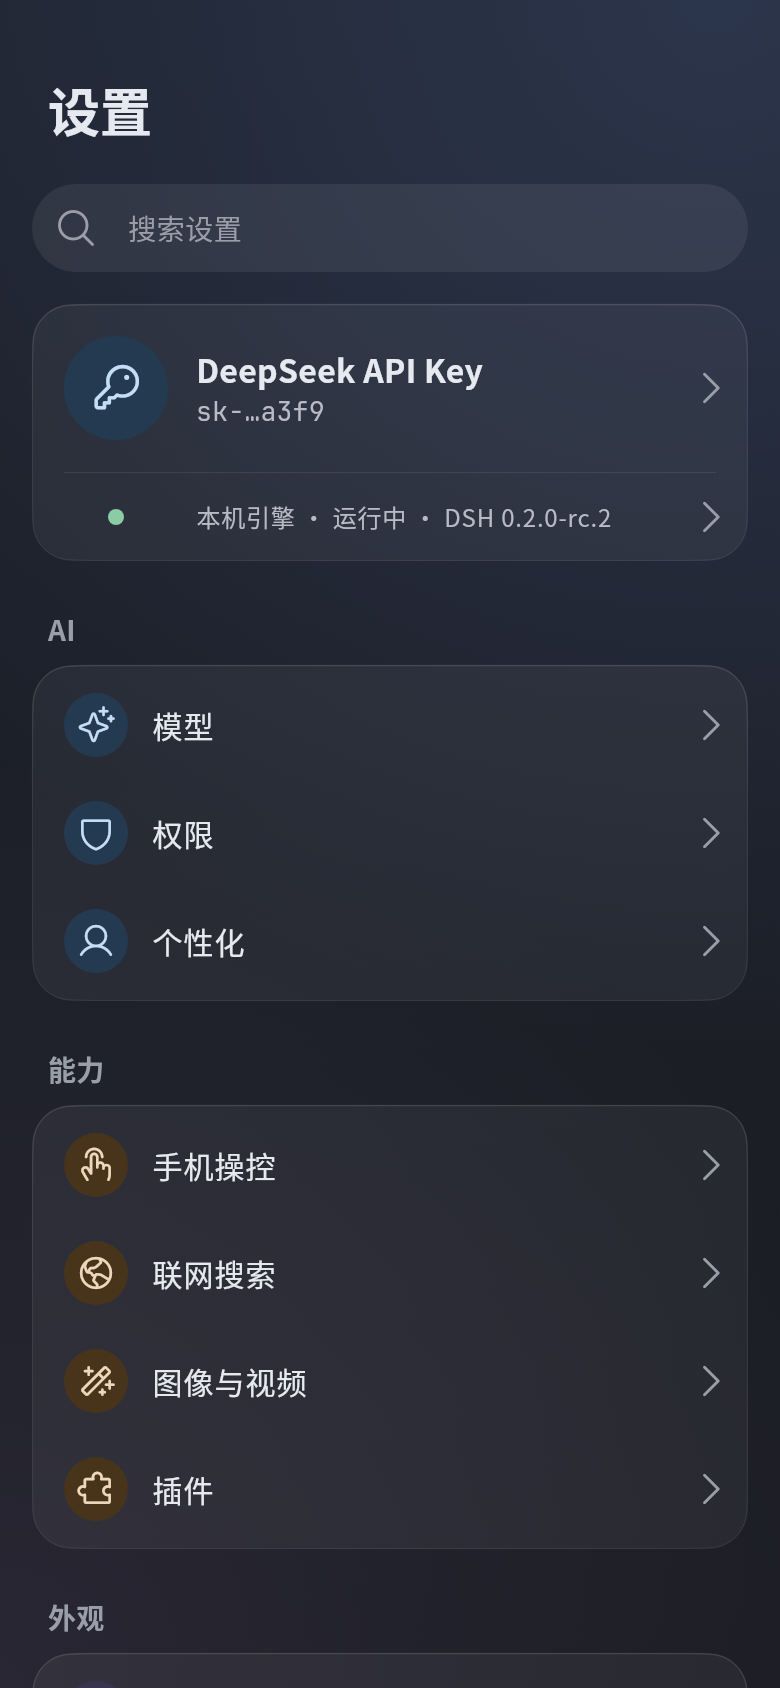 设置
搜索设置
DeepSeek API Key
sk-…a3f9
本机引擎 · 运行中 · DSH 0.2.0-rc.2
AI
模型
权限
个性化
能力
手机操控
联网搜索
图像与视频
插件
外观